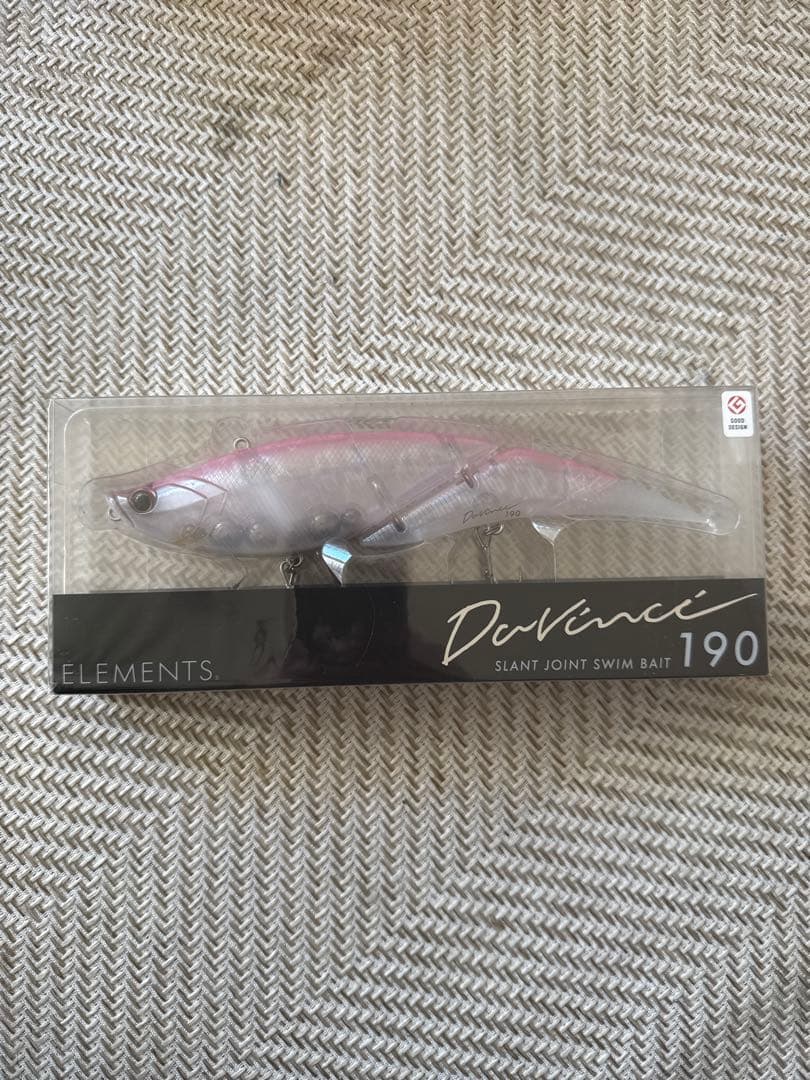 GOOD
DESIGN
DaVinci
190
DaVinci
SLANT JOINT SWIM BAIT 190
ELEMENTS